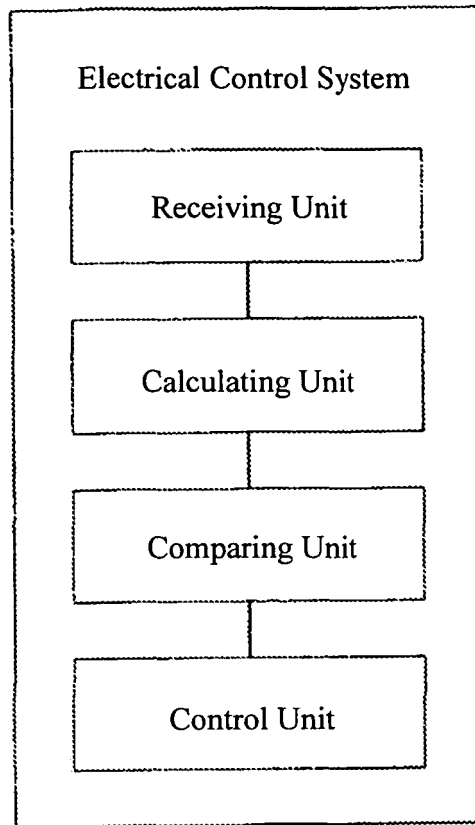 Electrical Control System
Receiving Unit
Calculating Unit
Comparing Unit
Control Unit